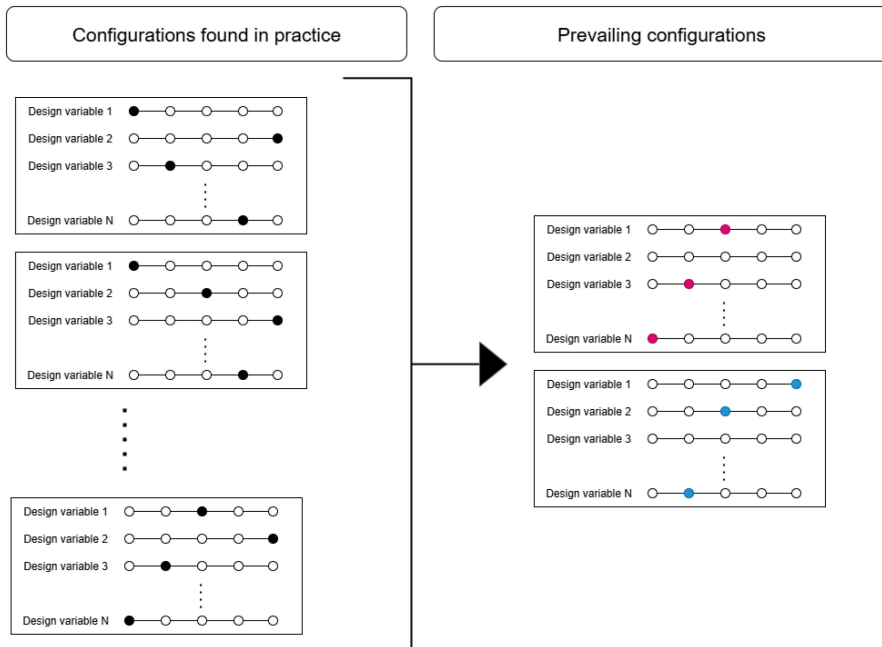 Configurations found in practice
Prevailing configurations
Design variable 1
Design variable 2
Design variable 3
Design variable N
Design variable 1
Design variable 2
Design variable 3
Design variable N
Design variable 1
Design variable 2
Design variable 3
Design variable N
Design variable 1
Design variable 2
Design variable 3
Design variable N
Design variable 1
Design variable 2
Design variable 3
Design variable N